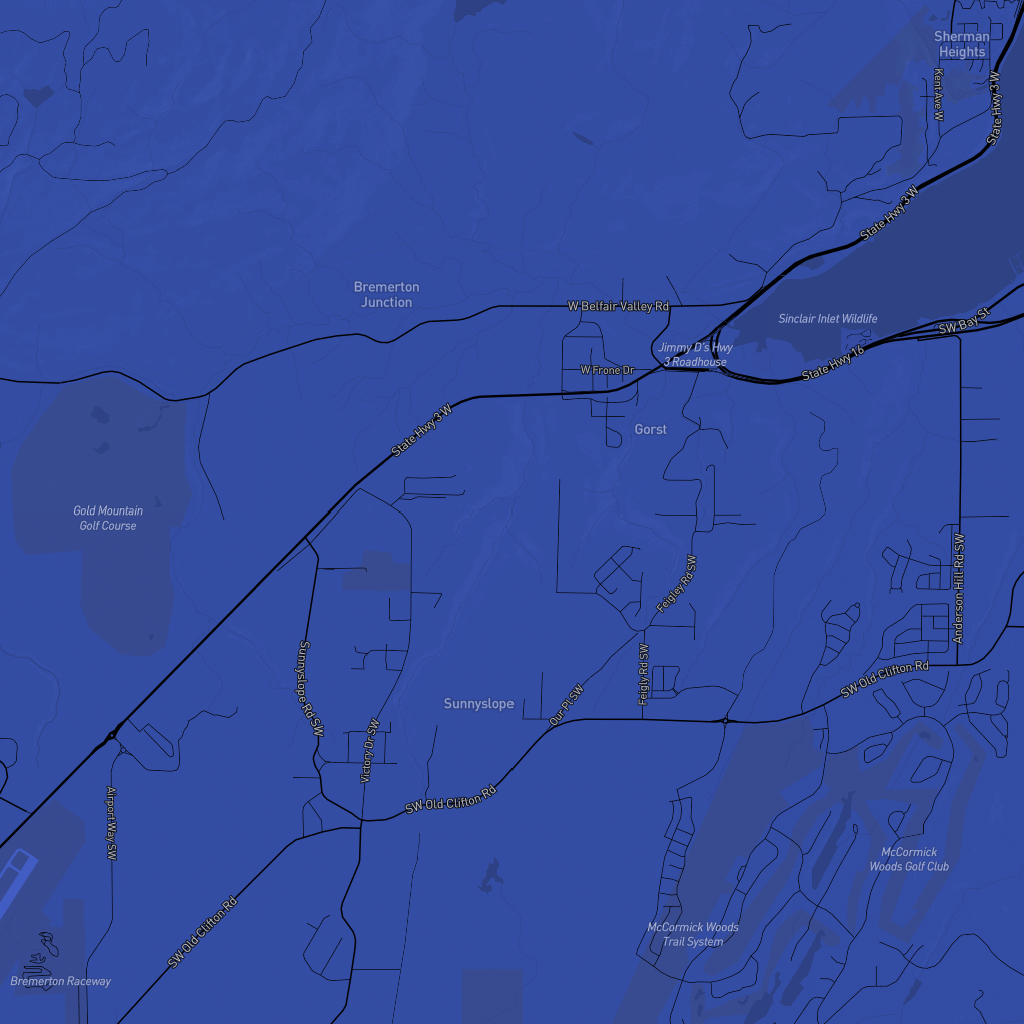 Sherman
Heights
Kent Ave W
State Hwy 3 W
State Hwy 3 W
Bremerton
Junction
W Belfair Valley Rd
Sinclair Inlet Wildlife
SW Bay St
Jimmy D's Hwy
3 Roadhouse
State Hwy 16
W Frone Dr
State Hwy 3 W
Gorst
Gold Mountain
Golf Course
Feigley Rd SW
Anderson Hill Rd SW
Sunnyslope Rd SW
Feigly Rd SW
SW Old Clifton Rd
Sunnyslope
Our Pl SW
Victory Dr SW
Airport Way SW
SW Old Clifton Rd
McCormick
Woods Golf Club
SW Old Clifton Rd
McCormick Woods
Trail System
Bremerton Raceway